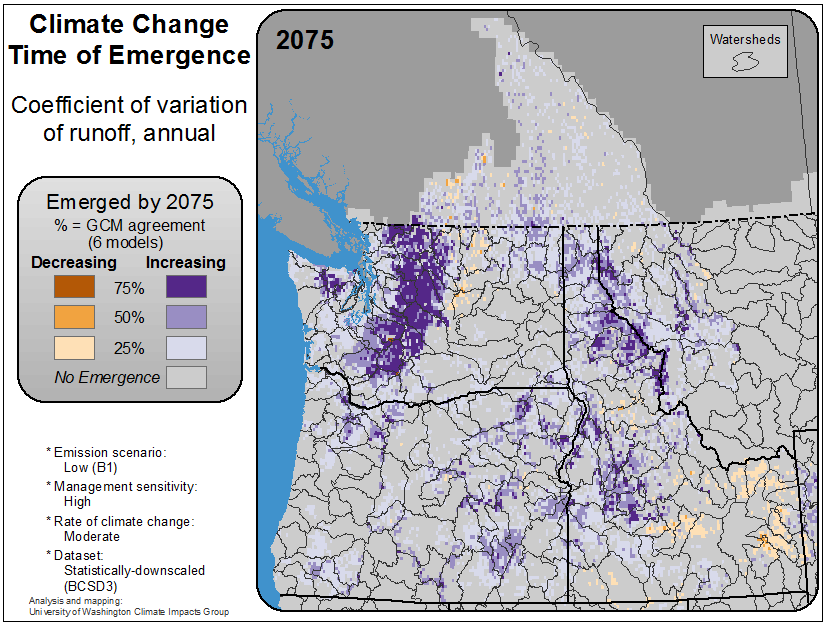 Climate Change
Time of Emergence
Coefficient of variation
of runoff, annual
Emerged by 2075
% = GCM agreement
(6 models)
Decreasing Increasing
75%
50%
25%
No Emergence
* Emission scenario:
Low (B1)
* Management sensitivity:
High
* Rate of climate change:
Moderate
* Dataset:
Statistically-downscaled
(BCSD3)
Analysis and mapping:
University of Washington Climate Impacts Group
2075
Watersheds